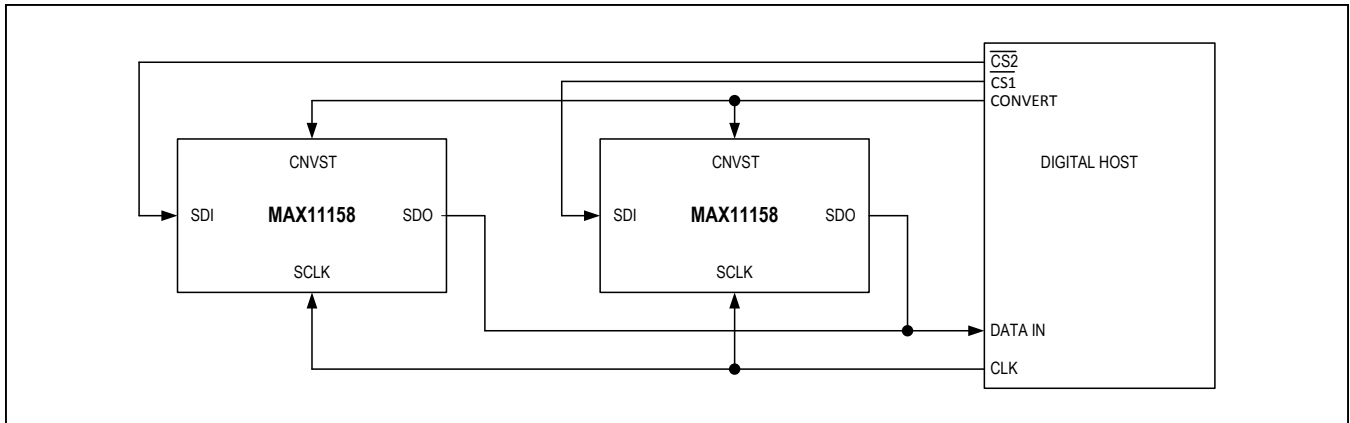 CS2
CS1
CONVERT
CNVST
CNVST
DIGITAL HOST
SDI
MAX11158
SDO
SDI
MAX11158
SDO
SCLK
SCLK
DATA IN
CLK